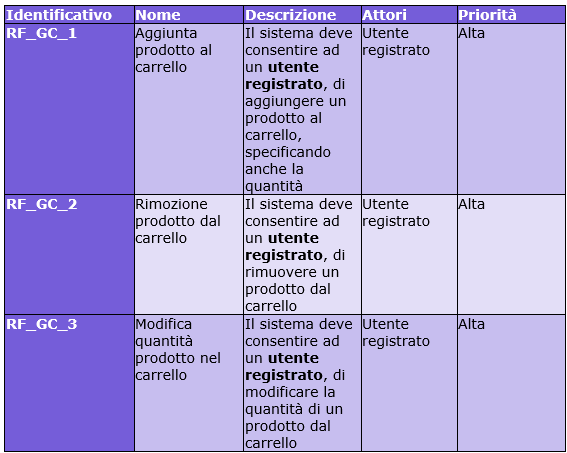 Identificativo Nome Descrizione Attori Priorità
RF_GC_1 Aggiunta Il sistema deve Utente Alta
prodotto al consentire ad registrato
carrello un utente
registrato, di
aggiungere un
prodotto al
carrello,
specificando
anche la
quantità
RF_GC_2 Rimozione Il sistema deve Utente Alta
prodotto dal consentire ad registrato
carrello un utente
registrato, di
rimuovere un
prodotto dal
carrello
RF_GC_3 Modifica Il sistema deve Utente Alta
quantità consentire ad registrato
prodotto nel un utente
carrello registrato, di
modificare la
quantità di un
prodotto dal
carrello